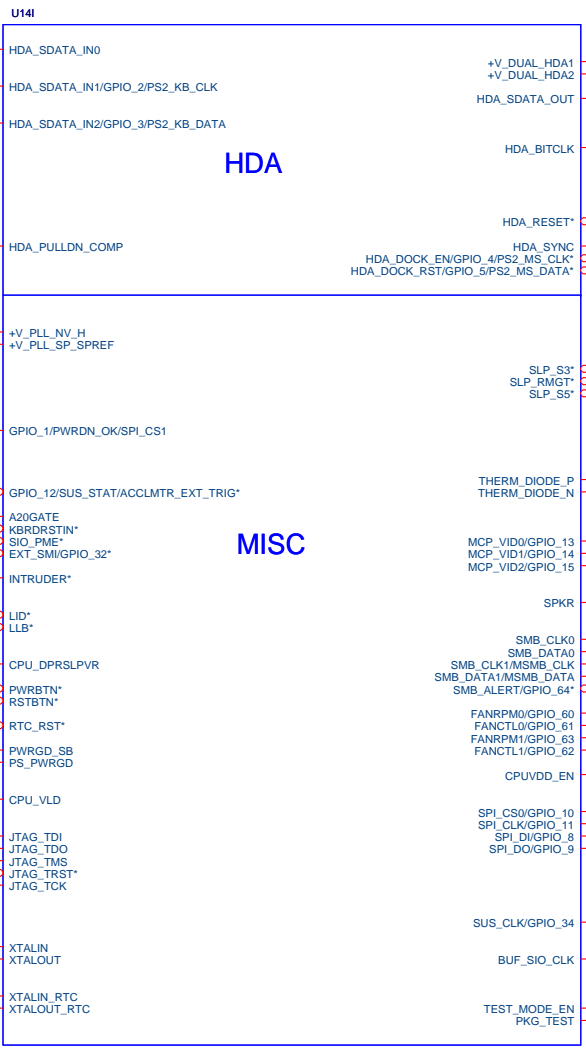 U14I
HDA_SDATA_IN0
+V_DUAL_HDA1
+V_DUAL_HDA2
HDA_SDATA_IN1/GPIO_2/PS2_KB_CLK
HDA_SDATA_OUT
HDA_SDATA_IN2/GPIO_3/PS2_KB_DATA
HDA_BITCLK
HDA
HDA_RESET*
HDA_PULLDN_COMP
HDA_SYNC
HDA_DOCK_EN/GPIO_4/PS2_MS_CLK*
HDA_DOCK_RST/GPIO_5/PS2_MS_DATA*
+V_PLL_NV_H
+V_PLL_SP_SPREF
SLP_S3*
SLP_RMGT*
SLP_S5*
GPIO_1/PWRDN_OK/SPI_CS1
THERM_DIODE_P
THERM_DIODE_N
GPIO_12/SUS_STAT/ACCLMTR_EXT_TRIG*
A20GATE
KBRDRSTIN*
SIO_PME*
EXT_SMI/GPIO_32*
MISC
MCP_VID0/GPIO_13
MCP_VID1/GPIO_14
MCP_VID2/GPIO_15
INTRUDER*
SPKR
LID*
LLB*
SMB_CLK0
SMB_DATA0
SMB_CLK1/MSMB_CLK
SMB_DATA1/MSMB_DATA
SMB_ALERT/GPIO_64*
CPU_DPRSLPVR
PWRBTN*
RSTBTN*
FANRPM0/GPIO_60
FANCTL0/GPIO_61
FANRPM1/GPIO_63
FANCTL1/GPIO_62
RTC_RST*
PWRGD_SB
PS_PWRGD
CPUVDD_EN
CPU_VLD
SPI_CS0/GPIO_10
SPI_CLK/GPIO_11
SPI_DI/GPIO_8
SPI_DO/GPIO_9
JTAG_TDI
JTAG_TDO
JTAG_TMS
JTAG_TRST*
JTAG_TCK
SUS_CLK/GPIO_34
XTALIN
XTALOUT
BUF_SIO_CLK
XTALIN_RTC
XTALOUT_RTC
TEST_MODE_EN
PKG_TEST